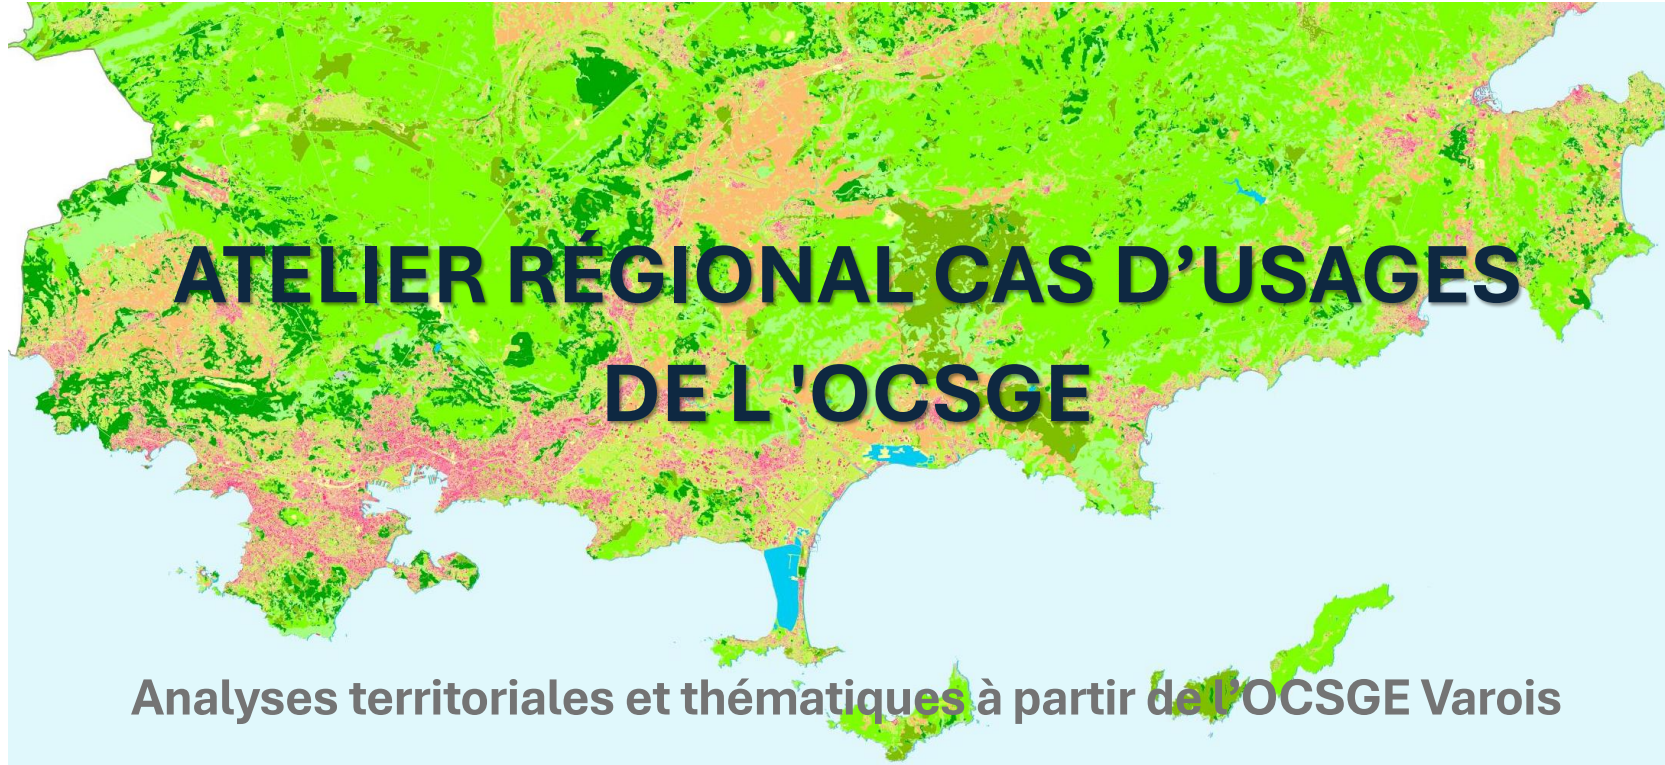 ATELIER RÉGIONAL CAS D’USAGES
DE L 'OCSGE
Analyses territoriales et thématiques à partir de l’OCSGE Varois